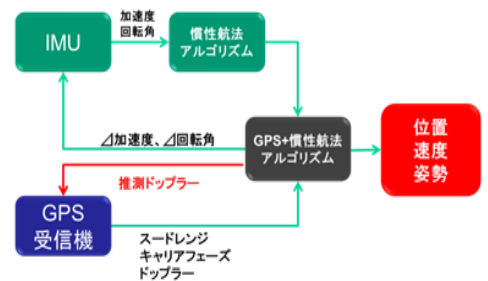 加速度
回転角
IMU
慣性航法
アルゴリズム
⊿加速度、⊿回転角
GPS+慣性航法
アルゴリズム
位置
速度
姿勢
推測ドップラー
GPS
受信機
スードレンジ
キャリアフェーズ
ドップラー